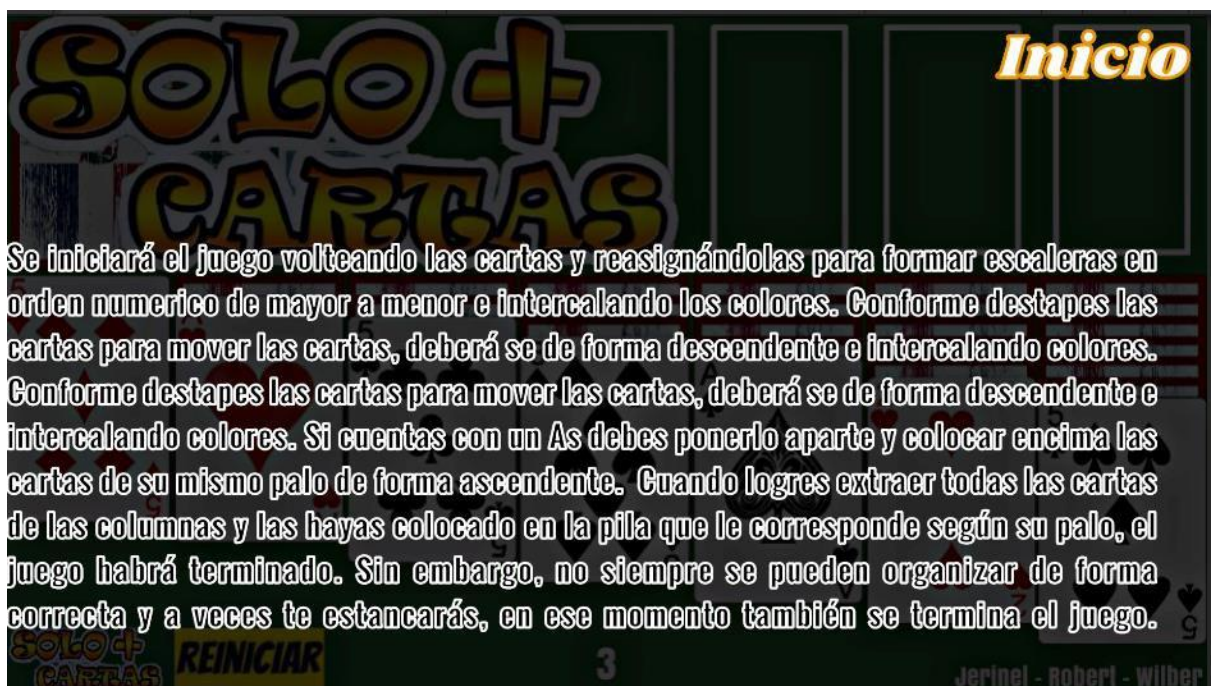 SOLO +
CARTAS
Inicio
Se iniciará el juego volteando las cartas y reasignándolas para formar escaleras en
orden numerico de mayor a menor e intercalando los colores. Conforme destapes las
cartas para mover las cartas, deberá se de forma descendente e intercalando colores.
Conforme destapes las cartas para mover las cartas, deberá se de forma descendente e
intercalando colores. Si cuentas con un As debes ponerlo aparte y colocar encima las
cartas de su mismo palo de forma ascendente. Cuando logres extraer todas las cartas
de las columnas y las hayas colocado en la pila que le corresponde según su palo, el
juego habrá terminado. Sin embargo, no siempre se pueden organizar de forma
correcta y a veces te estancarás, en ese momento también se termina el juego.
SOLO +
CARTAS
REINICIAR
3
Jerinel - Robert - Wilber